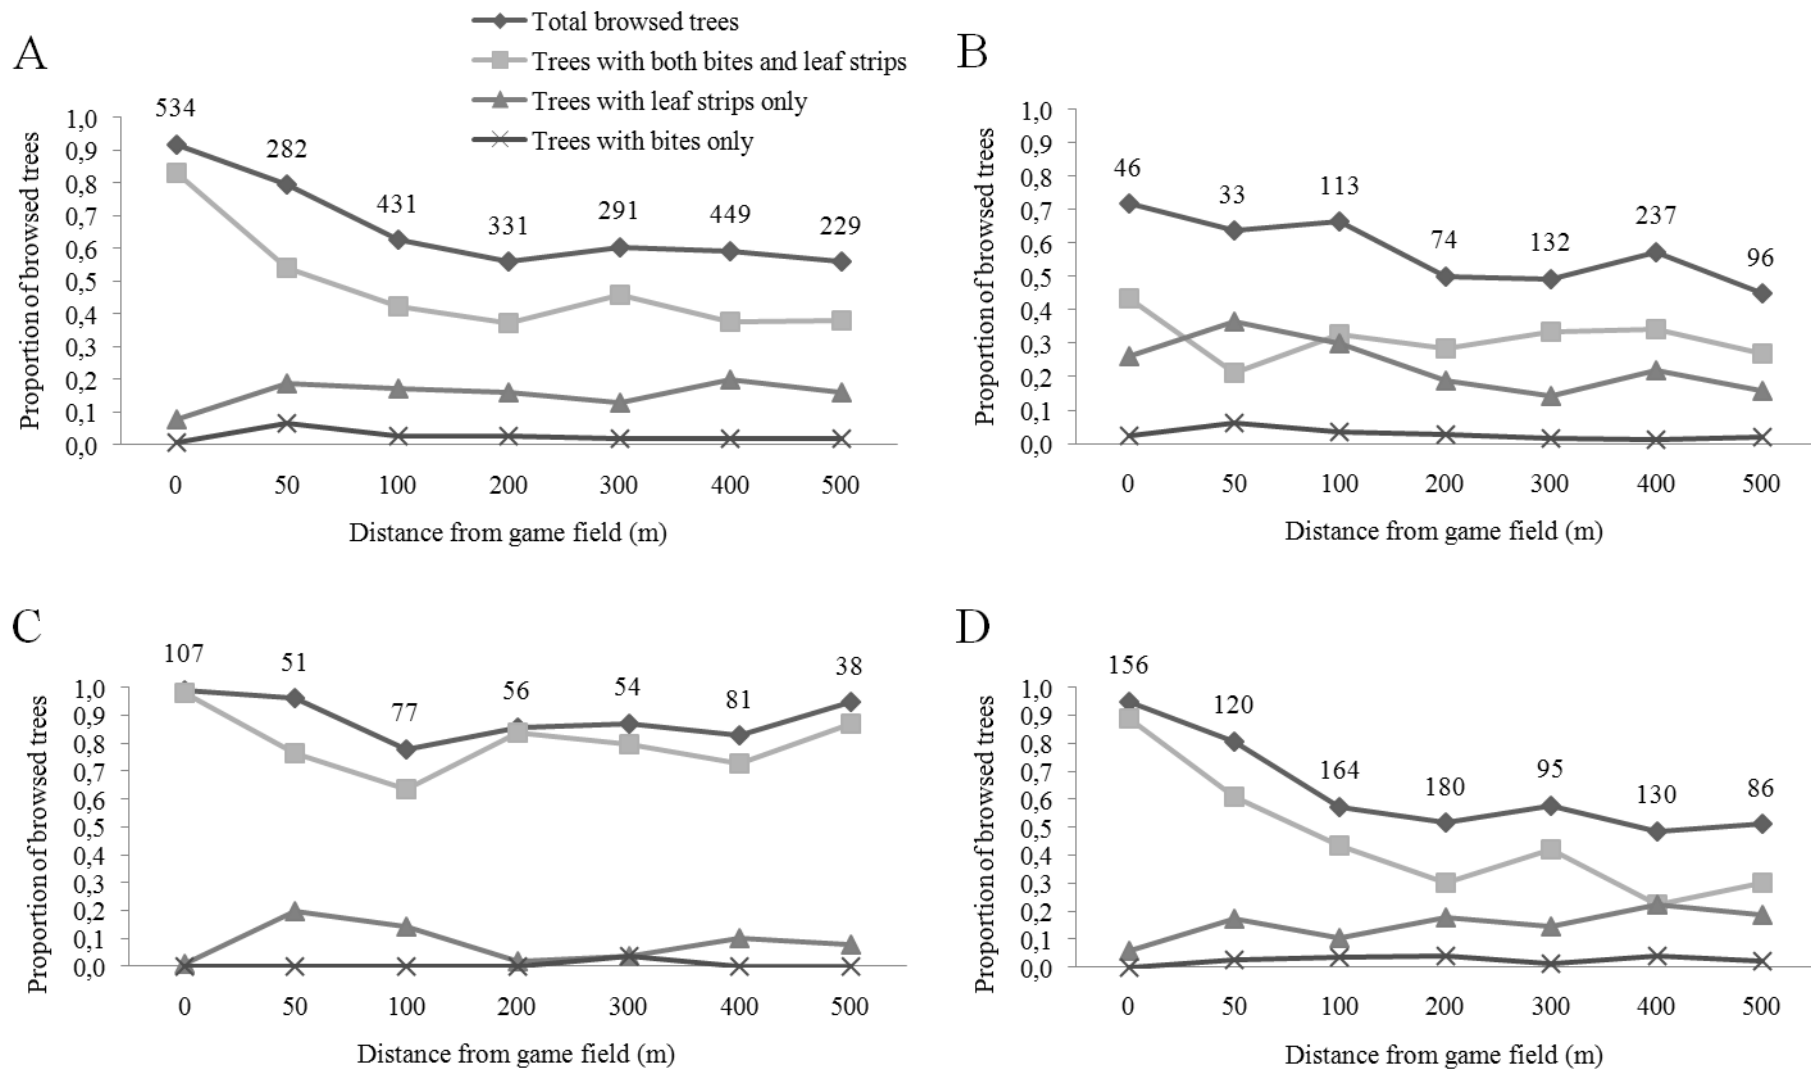 A
Total browsed trees
Trees with both bites and leaf strips
Trees with leaf strips only
Trees with bites only
Proportion of browsed trees
1,0
0,9
0,8
0,7
0,6
0,5
0,4
0,3
0,2
0,1
0,0
534 282 431 331 291 449 229
0 50 100 200 300 400 500
Distance from game field (m)
B
Proportion of browsed trees
1,0
0,9
0,8
0,7
0,6
0,5
0,4
0,3
0,2
0,1
0,0
46 33 113 74 132 237 96
0 50 100 200 300 400 500
Distance from game field (m)
C
Proportion of browsed trees
1,0
0,9
0,8
0,7
0,6
0,5
0,4
0,3
0,2
0,1
0,0
107 51 77 56 54 81 38
0 50 100 200 300 400 500
Distance from game field (m)
D
Proportion of browsed trees
1,0
0,9
0,8
0,7
0,6
0,5
0,4
0,3
0,2
0,1
0,0
156 120 164 180 95 130 86
0 50 100 200 300 400 500
Distance from game field (m)